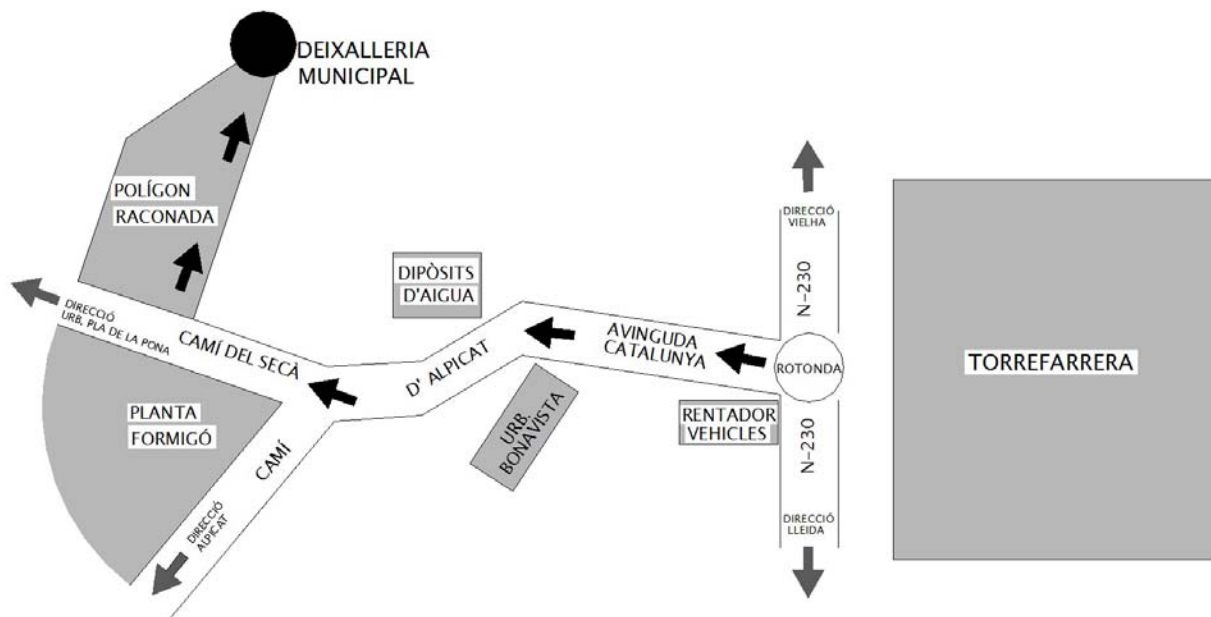 DEIXALLERIA
MUNICIPAL
POLÍGON
RACONADA
DIRECCIÓ
VIELHA
N-230
DIPÒSITS
D'AIGUA
DIRECCIÓ
URB. PLA DE LA PONA
CAMÍ DEL SECÀ
D' ALPICAT
AVINGUDA
CATALUNYA
ROTONDA
TORREFARRERA
PLANTA
FORMIGÓ
CAMÍ
URB.
BONAVISTA
RENTADOR
VEHICLES
N-230
DIRECCIÓ
ALPICAT
DIRECCIÓ
LLEIDA